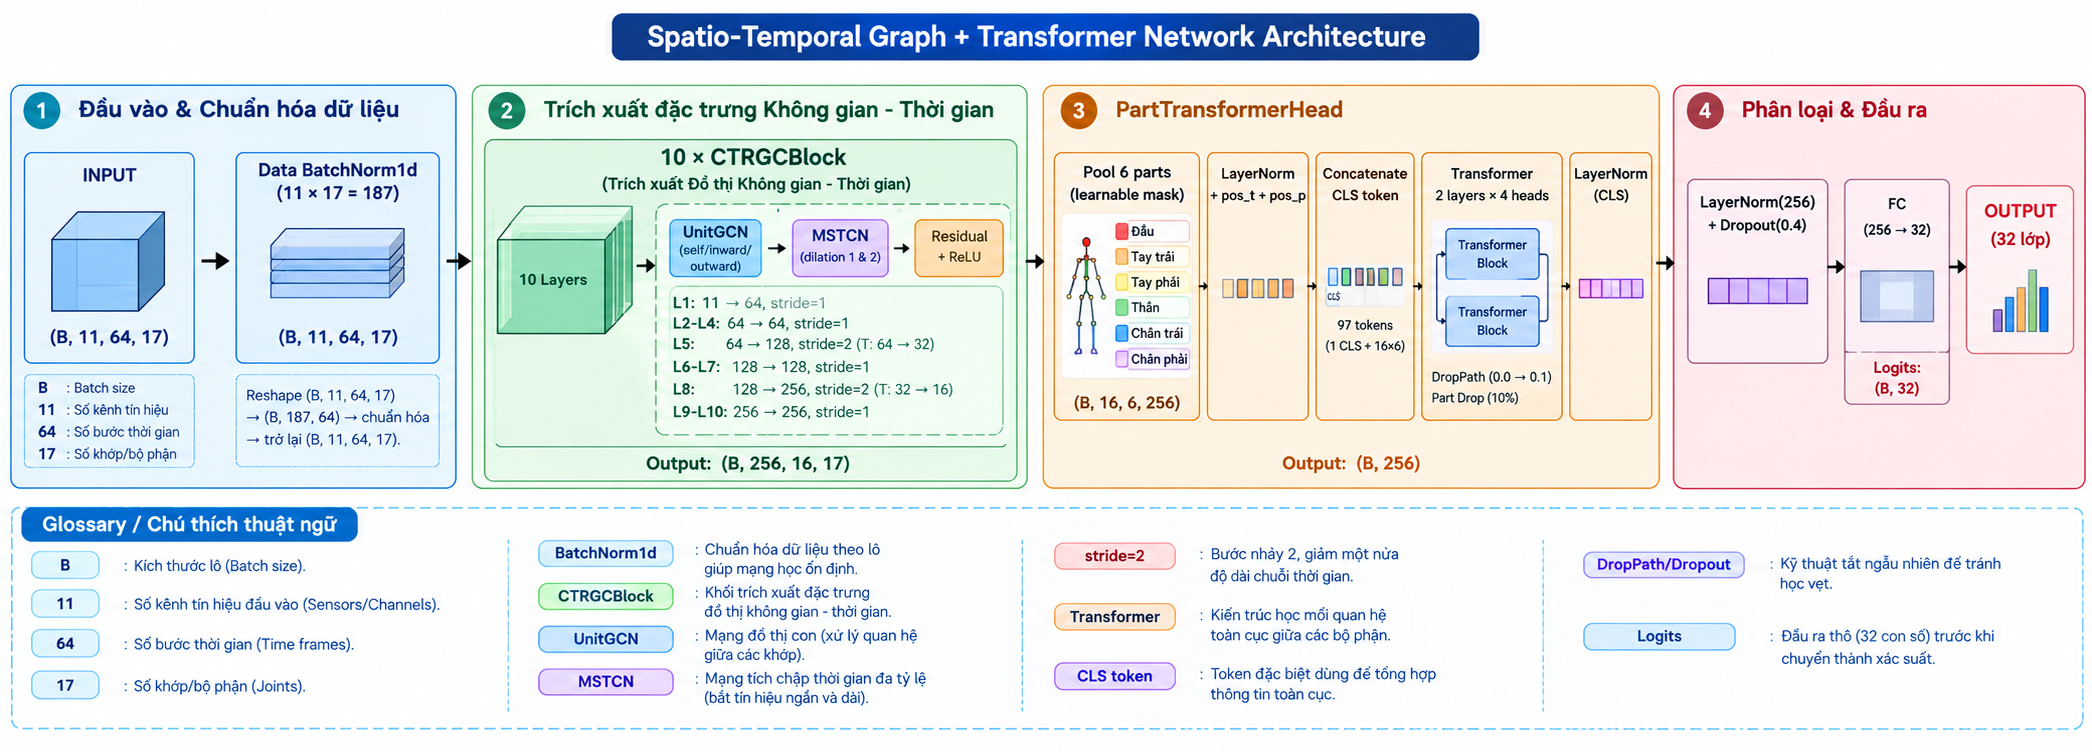 Spatio-Temporal Graph + Transformer Network Architecture
1 Đầu vào & Chuẩn hóa dữ liệu
INPUT
(B, 11, 64, 17)
B : Batch size
11 : Số kênh tín hiệu
64 : Số bước thời gian
17 : Số khớp/bộ phận
Data BatchNorm1d
(11 × 17 = 187)
(B, 11, 64, 17)
Reshape (B, 11, 64, 17)
→ (B, 187, 64) → chuẩn hóa
→ trở lại (B, 11, 64, 17).
2 Trích xuất đặc trưng Không gian - Thời gian
10 × CTRGCBlock
(Trích xuất Đồ thị Không gian - Thời gian)
10 Layers
UnitGCN
(self/inward/
outward)
MSTCN
(dilation 1 & 2)
Residual
+ ReLU
L1: 11 → 64, stride=1
L2-L4: 64 → 64, stride=1
L5: 64 → 128, stride=2 (T: 64 → 32)
L6-L7: 128 → 128, stride=1
L8: 128 → 256, stride=2 (T: 32 → 16)
L9-L10: 256 → 256, stride=1
Output: (B, 256, 16, 17)
3 PartTransformerHead
Pool 6 parts
(learnable mask)
Đầu
Tay trái
Tay phải
Thân
Chân trái
Chân phải
(B, 16, 6, 256)
LayerNorm
+ pos_t + pos_p
Concatenate
CLS token
CLS
97 tokens
(1 CLS + 16×6)
Transformer
2 layers × 4 heads
Transformer
Block
Transformer
Block
DropPath (0.0 → 0.1)
Part Drop (10%)
LayerNorm
(CLS)
Output: (B, 256)
4 Phân loại & Đầu ra
LayerNorm(256)
+ Dropout(0.4)
FC
(256 → 32)
Logits:
(B, 32)
OUTPUT
(32 lớp)
Glossary / Chú thích thuật ngữ
B : Kích thước lô (Batch size).
11 : Số kênh tín hiệu đầu vào (Sensors/Channels).
64 : Số bước thời gian (Time frames).
17 : Số khớp/bộ phận (Joints).
BatchNorm1d : Chuẩn hóa dữ liệu theo lô
giúp mạng học ổn định.
CTRGCBlock : Khối trích xuất đặc trưng
đồ thị không gian - thời gian.
UnitGCN : Mạng đồ thị con (xử lý quan hệ
giữa các khớp).
MSTCN : Mạng tích chập thời gian đa tỷ lệ
(bắt tín hiệu ngắn và dài).
stride=2 : Bước nhảy 2, giảm một nửa
độ dài chuỗi thời gian.
Transformer : Kiến trúc học mối quan hệ
toàn cục giữa các bộ phận.
CLS token : Token đặc biệt dùng để tổng hợp
thông tin toàn cục.
DropPath/Dropout : Kỹ thuật tắt ngẫu nhiên để tránh
học vẹt.
Logits : Đầu ra thô (32 con số) trước khi
chuyển thành xác suất.